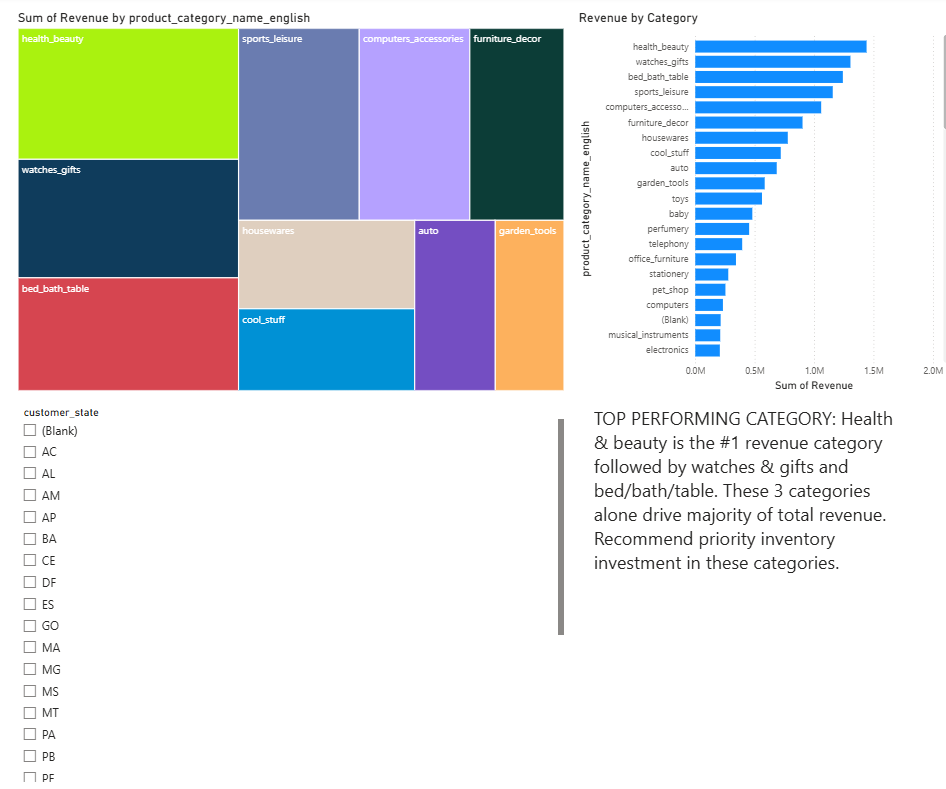 Sum of Revenue by product_category_name_english
health_beauty
sports_leisure
computers_accessories
furniture_decor
watches_gifts
housewares
auto
garden_tools
bed_bath_table
cool_stuff
Revenue by Category
product_category_name_english
health_beauty
watches_gifts
bed_bath_table
sports_leisure
computers_accesso...
furniture_decor
housewares
cool_stuff
auto
garden_tools
toys
baby
perfumery
telephony
office_furniture
stationery
pet_shop
computers
(Blank)
musical_instruments
electronics
0.0M 0.5M 1.0M 1.5M 2.0M
Sum of Revenue
customer_state
(Blank)
AC
AL
AM
AP
BA
CE
DF
ES
GO
MA
MG
MS
MT
PA
PB
PE
TOP PERFORMING CATEGORY: Health
& beauty is the #1 revenue category
followed by watches & gifts and
bed/bath/table. These 3 categories
alone drive majority of total revenue.
Recommend priority inventory
investment in these categories.